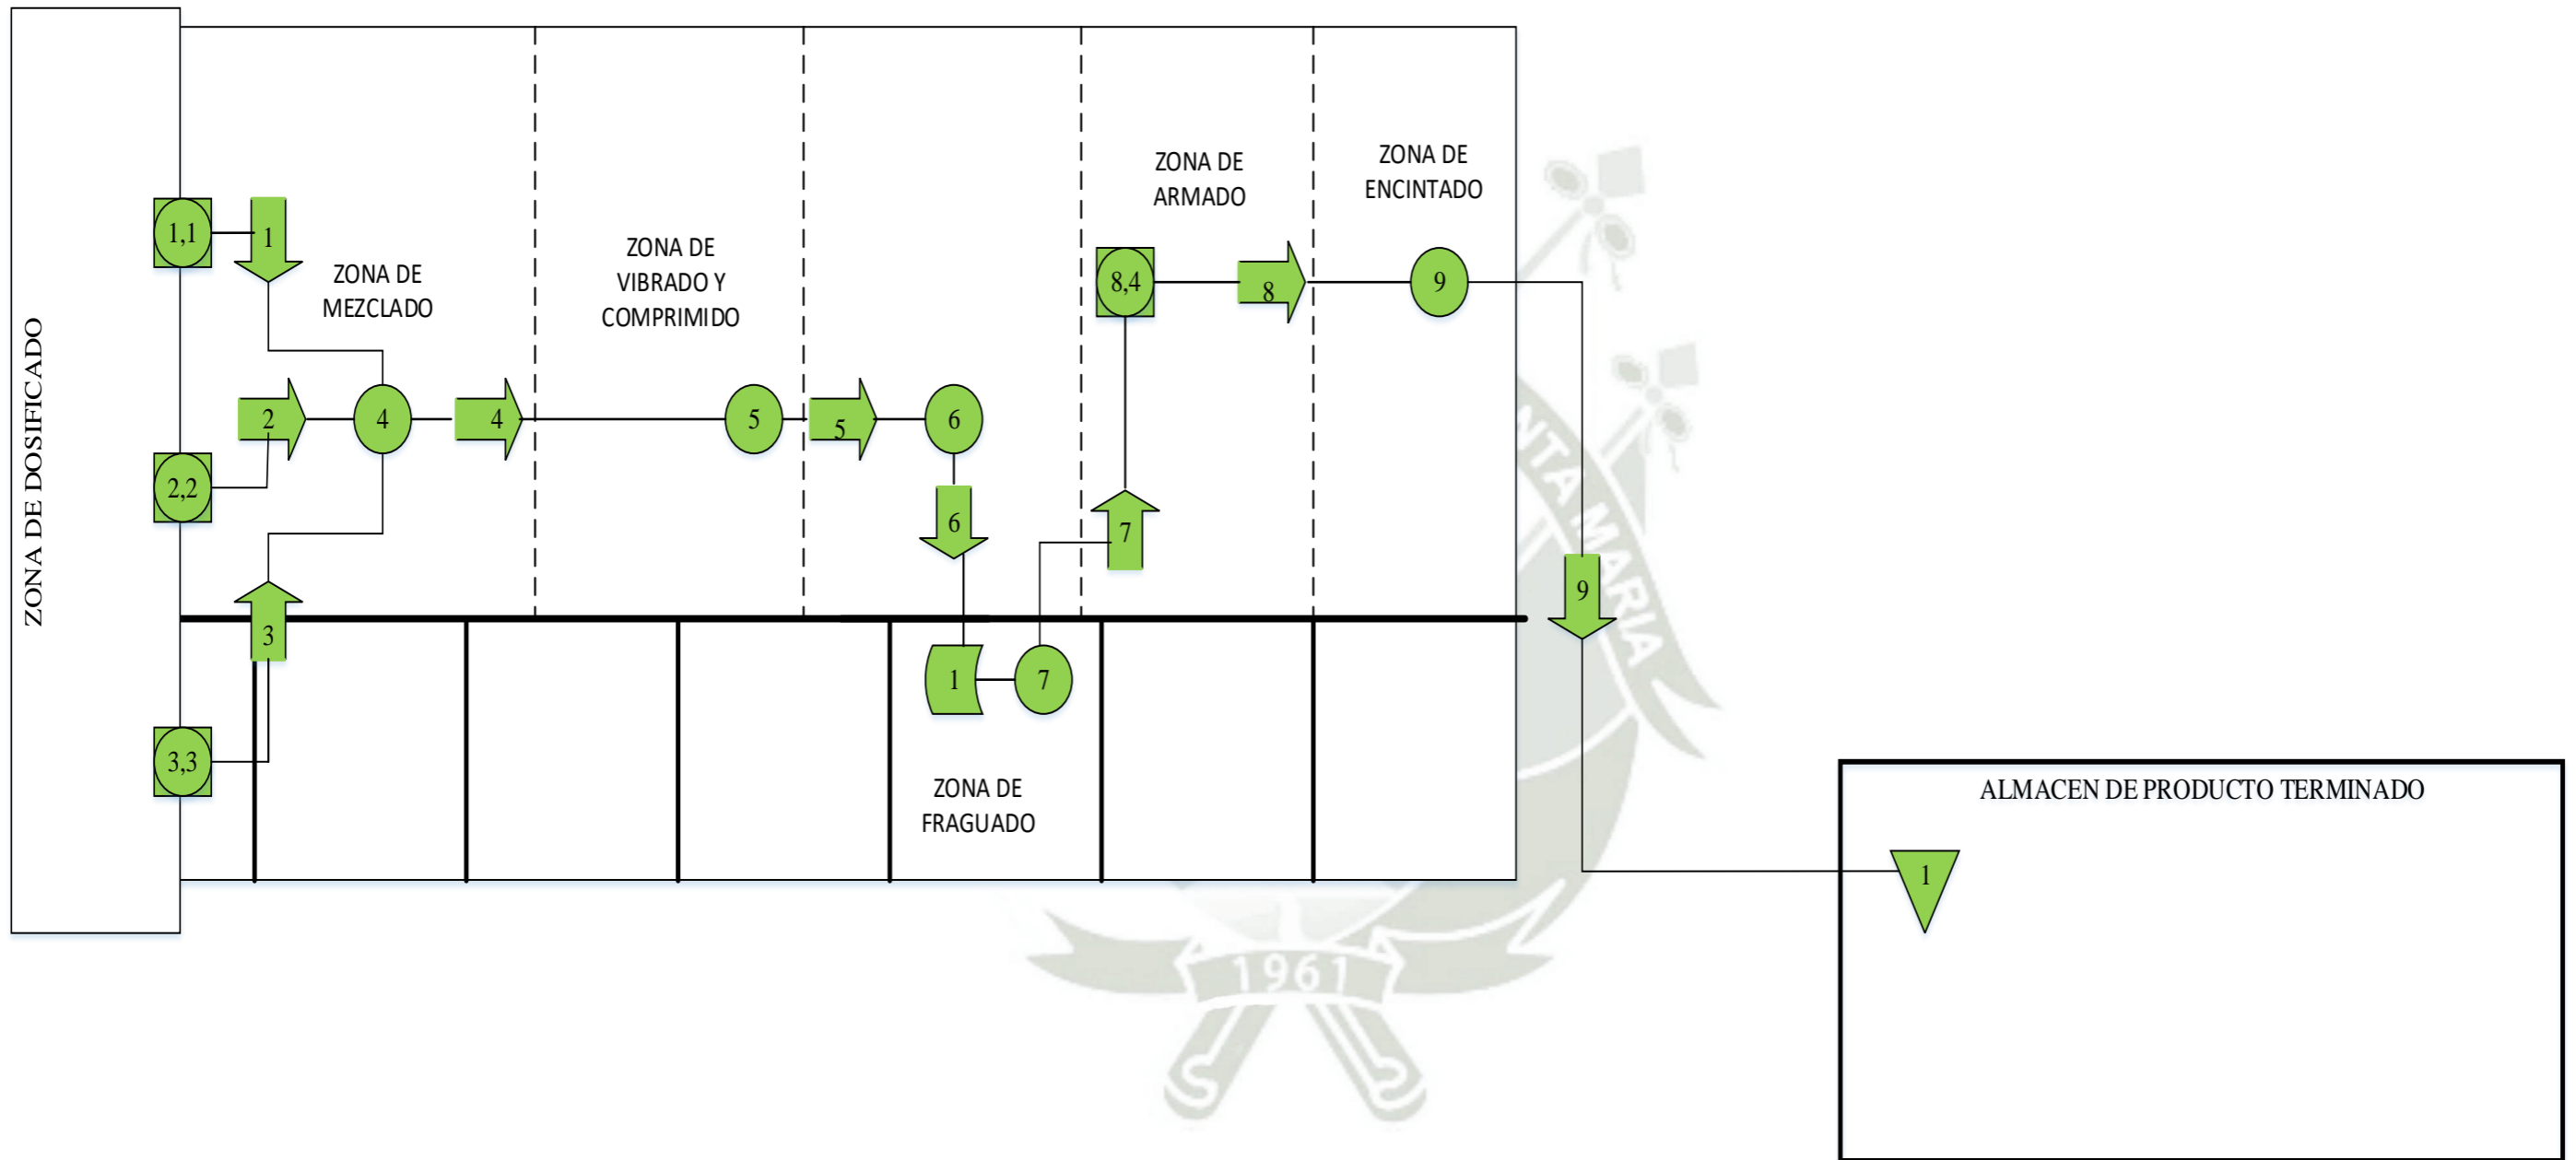 ZONA DE DOSIFICADO
1,1
1
ZONA DE
MEZCLADO
2
4
4
2,2
3
3,3
ZONA DE
VIBRADO Y
COMPRIMIDO
5
5
6
6
1
7
ZONA DE
FRAGUADO
7
ZONA DE
ARMADO
8,4
8
ZONA DE
ENCINTADO
9
9
ALMACEN DE PRODUCTO TERMINADO
1
NTA MARIA
1961